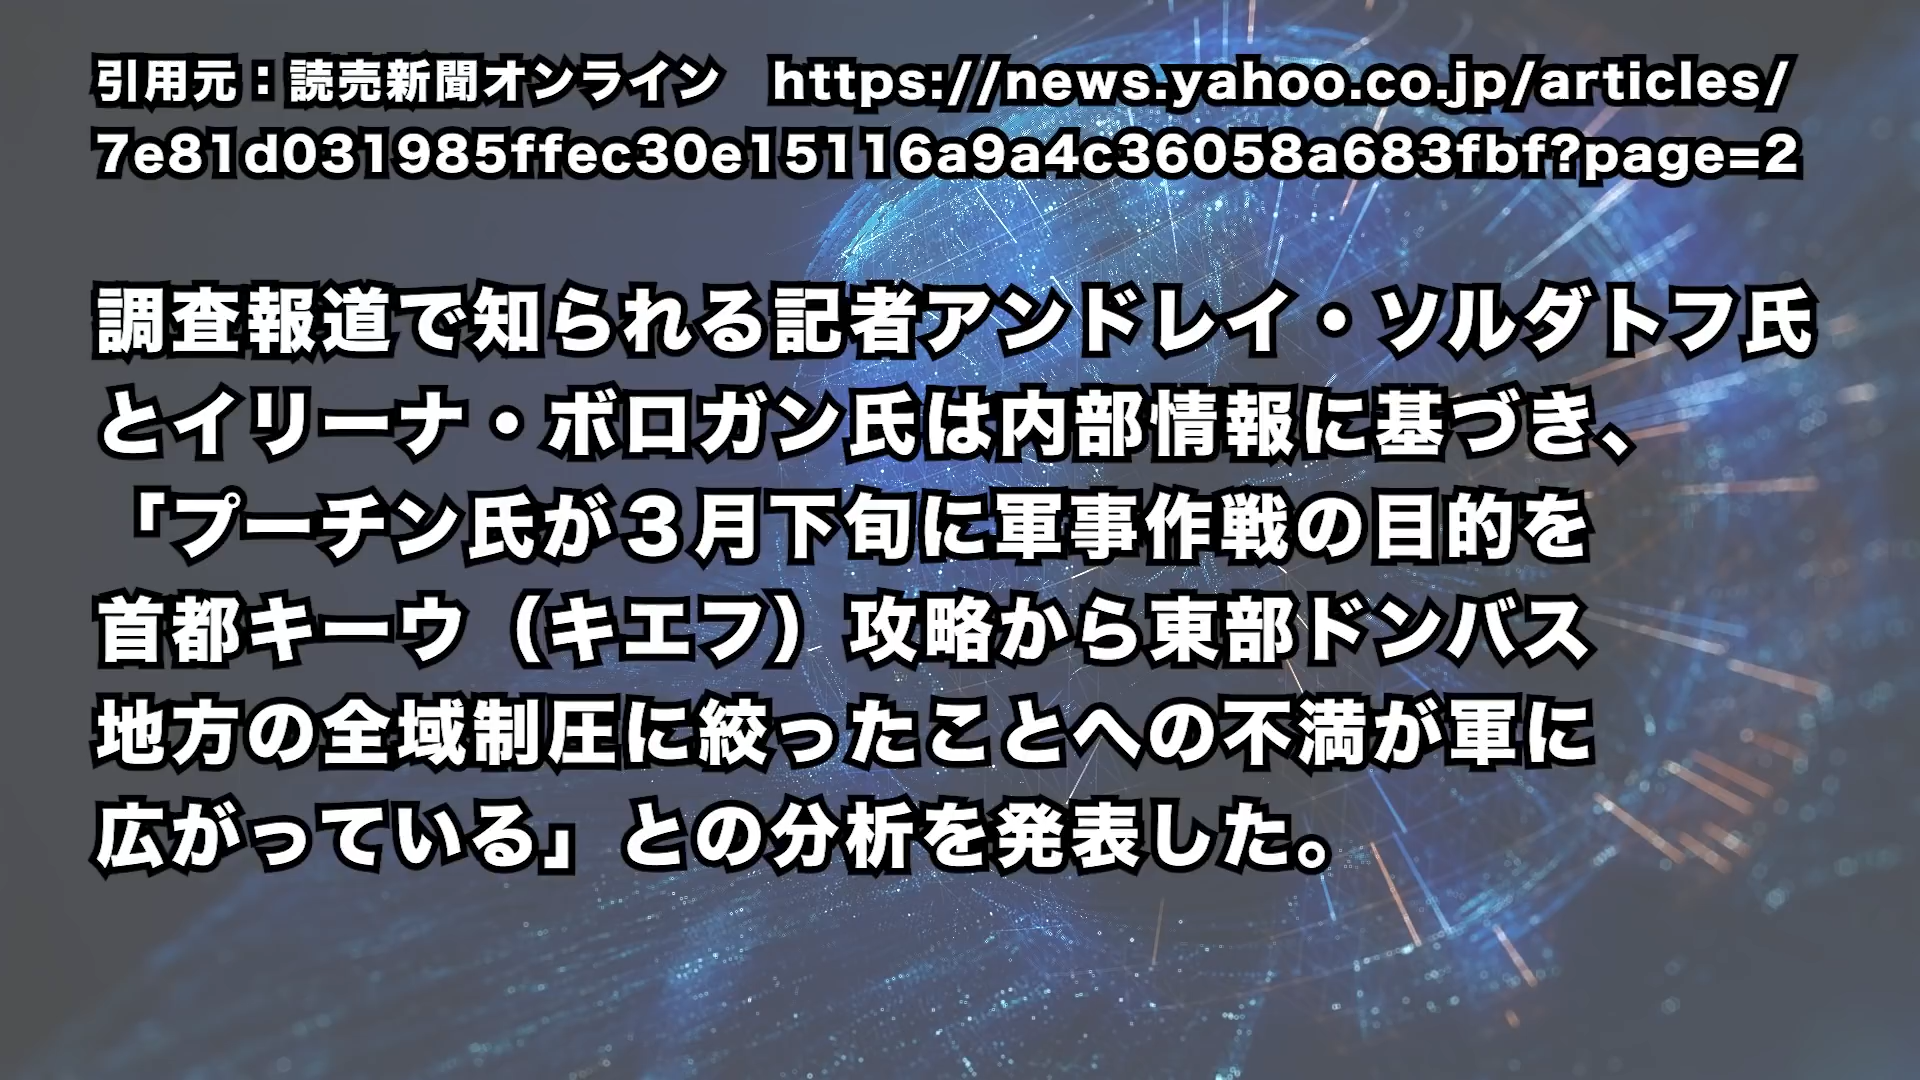 引用元：読売新聞オンライン　https://news.yahoo.co.jp/articles/
7e81d031985ffec30e15116a9a4c36058a683fbf?page=2
調査報道で知られる記者アンドレイ・ソルダトフ氏
とイリーナ・ボロガン氏は内部情報に基づき、
「プーチン氏が３月下旬に軍事作戦の目的を
首都キーウ（キエフ）攻略から東部ドンバス
地方の全域制圧に絞ったことへの不満が軍に
広がっている」との分析を発表した。